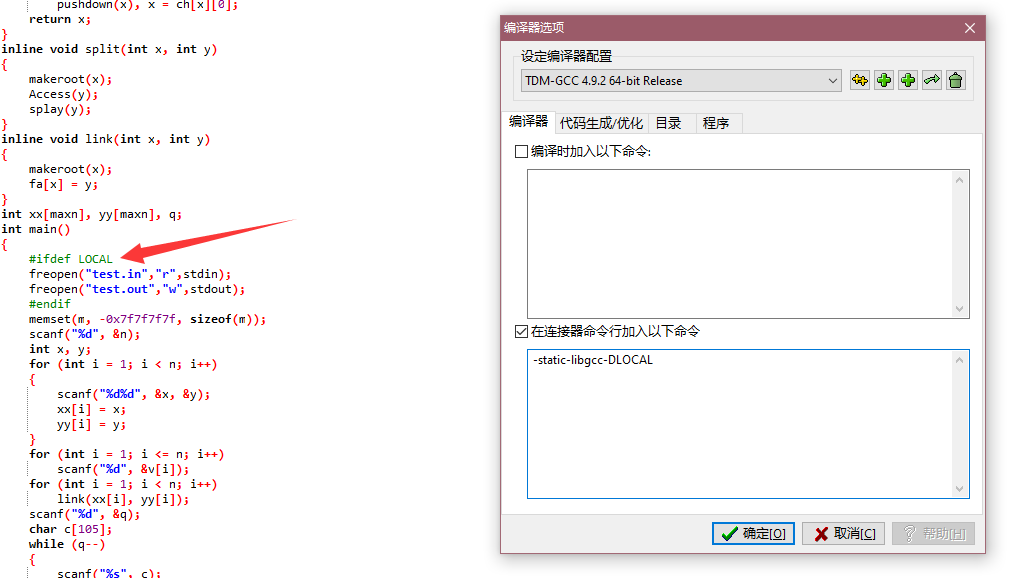 pushdown(x), x = ch[x][0];
return x;
}
inline void split(int x, int y)
{
makeroot(x);
Access(y);
splay(y);
}
inline void link(int x, int y)
{
makeroot(x);
fa[x] = y;
}
int xx[maxn], yy[maxn], q;
int main()
{
#ifdef LOCAL
freopen("test.in","r",stdin);
freopen("test.out","w",stdout);
#endif
memset(m, -0x7f7f7f7f, sizeof(m));
scanf("%d", &n);
int x, y;
for (int i = 1; i < n; i++)
{
scanf("%d%d", &x, &y);
xx[i] = x;
yy[i] = y;
}
for (int i = 1; i <= n; i++)
scanf("%d", &v[i]);
for (int i = 1; i < n; i++)
link(xx[i], yy[i]);
scanf("%d", &q);
char c[105];
while (q--)
{
scanf("%s", c);
编译器选项
设定编译器配置
TDM-GCC 4.9.2 64-bit Release
编译器 代码生成/优化 目录 程序
编译时加入以下命令:
在连接器命令行加入以下命令
-static-libgcc-DLOCAL
确定[O] 取消[C] 帮助[H]